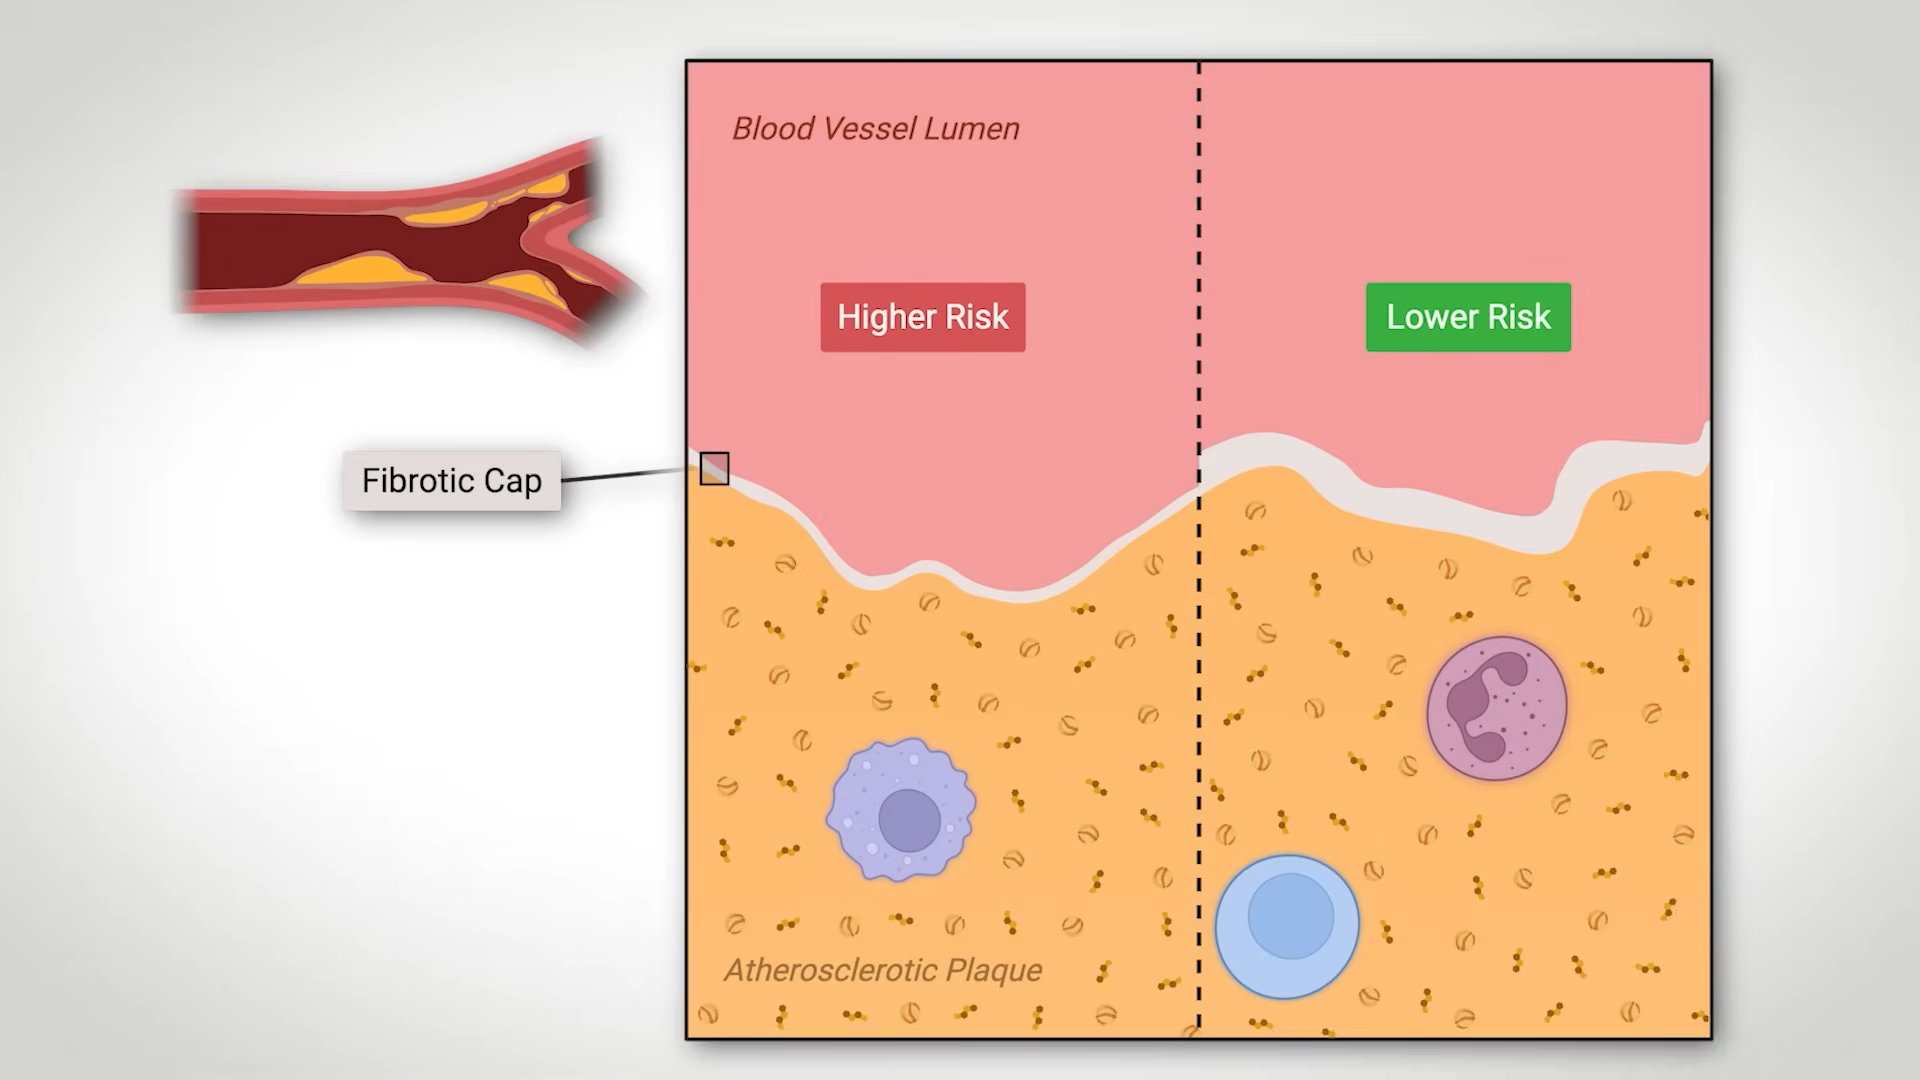 Blood Vessel Lumen
Higher Risk
Lower Risk
Fibrotic Cap
Atherosclerotic Plaque